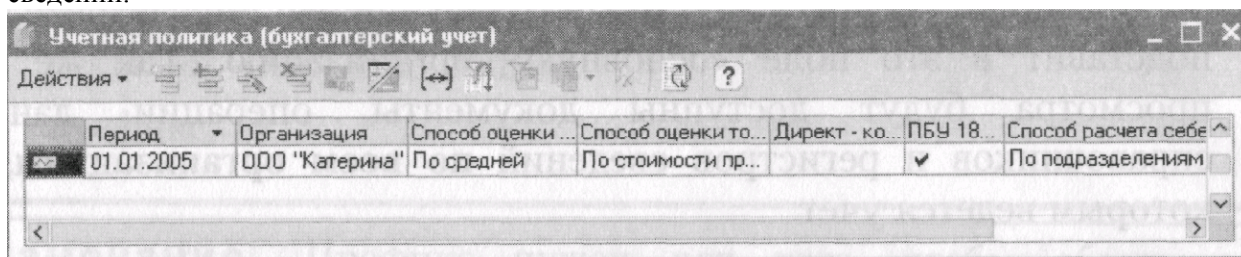 Учетная политика (бухгалтерский учет)
Действия
Период Организация Способ оценки ... Способ оценки то... Директ - ко... ПБУ 18... Способ расчета себе
01.01.2005 ООО "Катерина" По средней По стоимости пр... ✔ По подразделениям